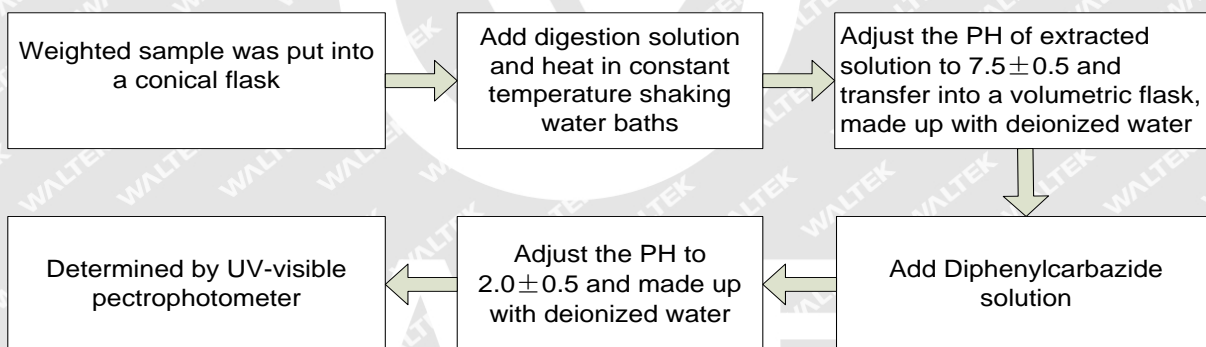 Weighted sample was put into
a conical flask
Add digestion solution
and heat in constant
temperature shaking
water baths
Adjust the PH of extracted
solution to 7.5±0.5 and
transfer into a volumetric flask,
made up with deionized water
Add Diphenylcarbazide
solution
Adjust the PH to
2.0±0.5 and made up
with deionized water
Determined by UV-visible
pectrophotometer
WALTEK